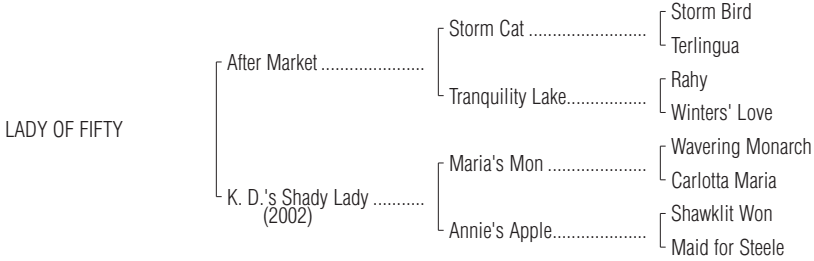 Storm Bird
Storm Cat ........................
Terlingua
After Market ......................
Rahy
Tranquility Lake.................
Winters' Love
LADY OF FIFTY
Wavering Monarch
Maria's Mon .....................
Carlotta Maria
K. D.'s Shady Lady ...........
(2002)
Shawklit Won
Annie's Apple....................
Maid for Steele